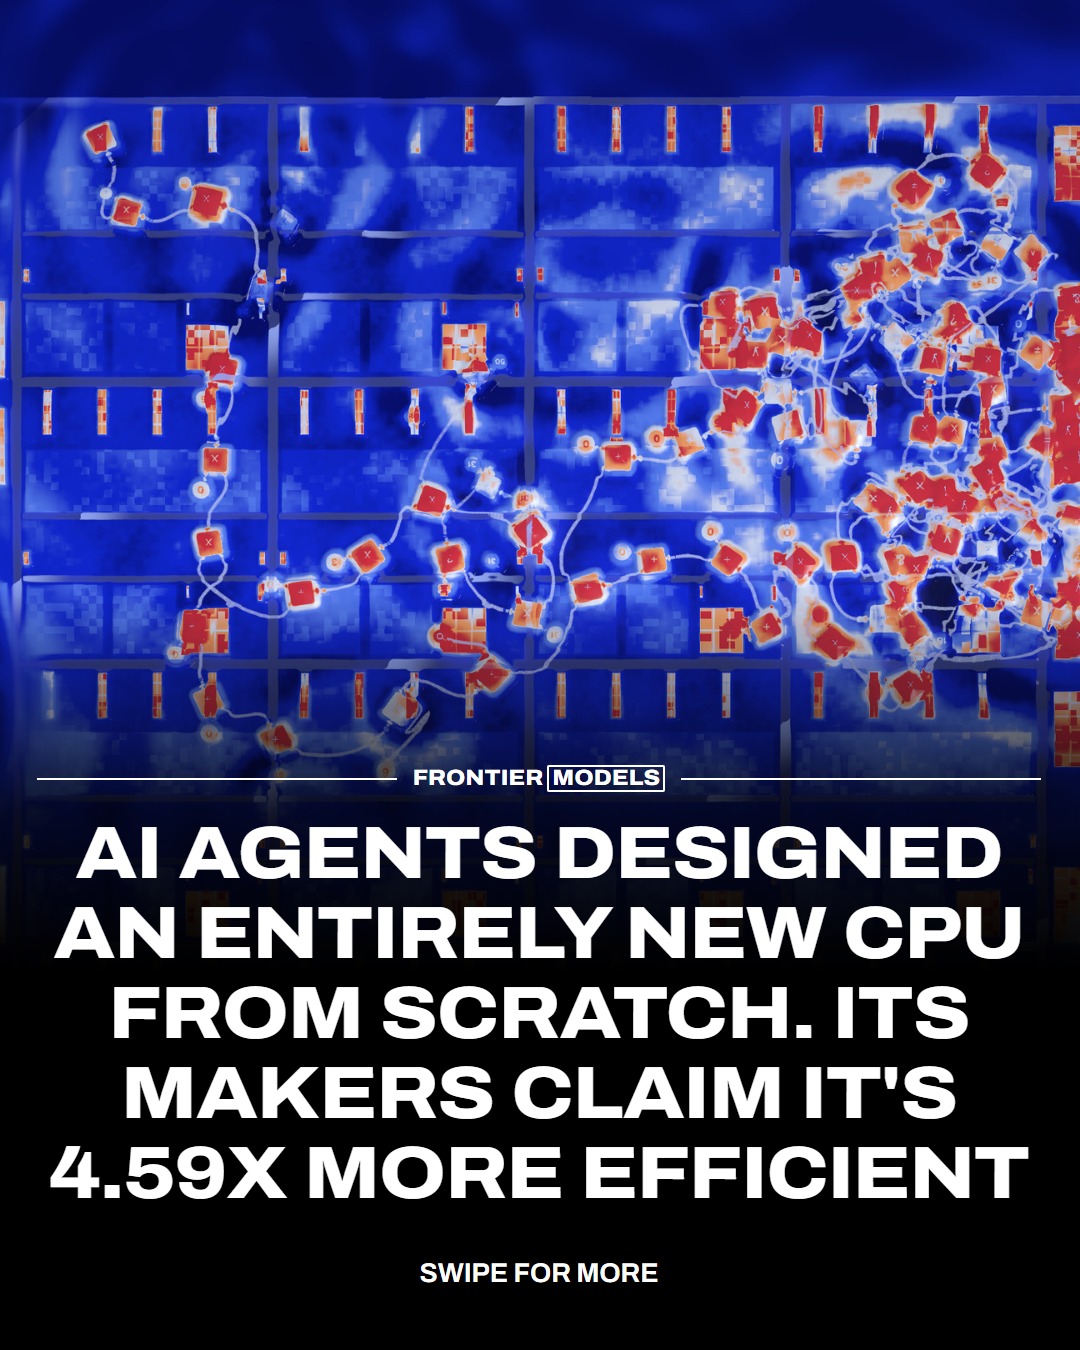 FRONTIER MODELS
AI AGENTS DESIGNED
AN ENTIRELY NEW CPU
FROM SCRATCH. ITS
MAKERS CLAIM IT'S
4.59X MORE EFFICIENT
SWIPE FOR MORE